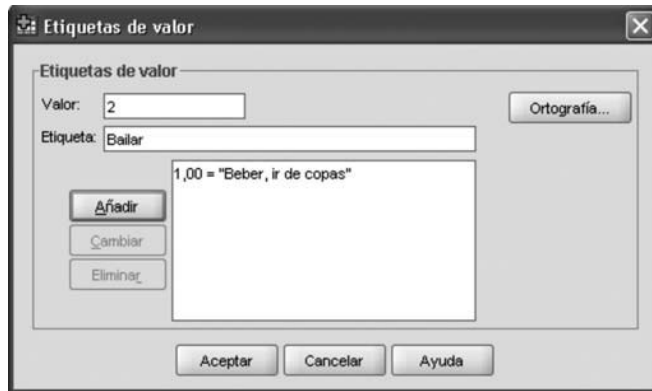 Etiquetas de valor
Etiquetas de valor
Valor: 2
Ortografía...
Etiqueta: Bailar
1,00 = "Beber, ir de copas"
Añadir
Cambiar
Eliminar
Aceptar Cancelar Ayuda